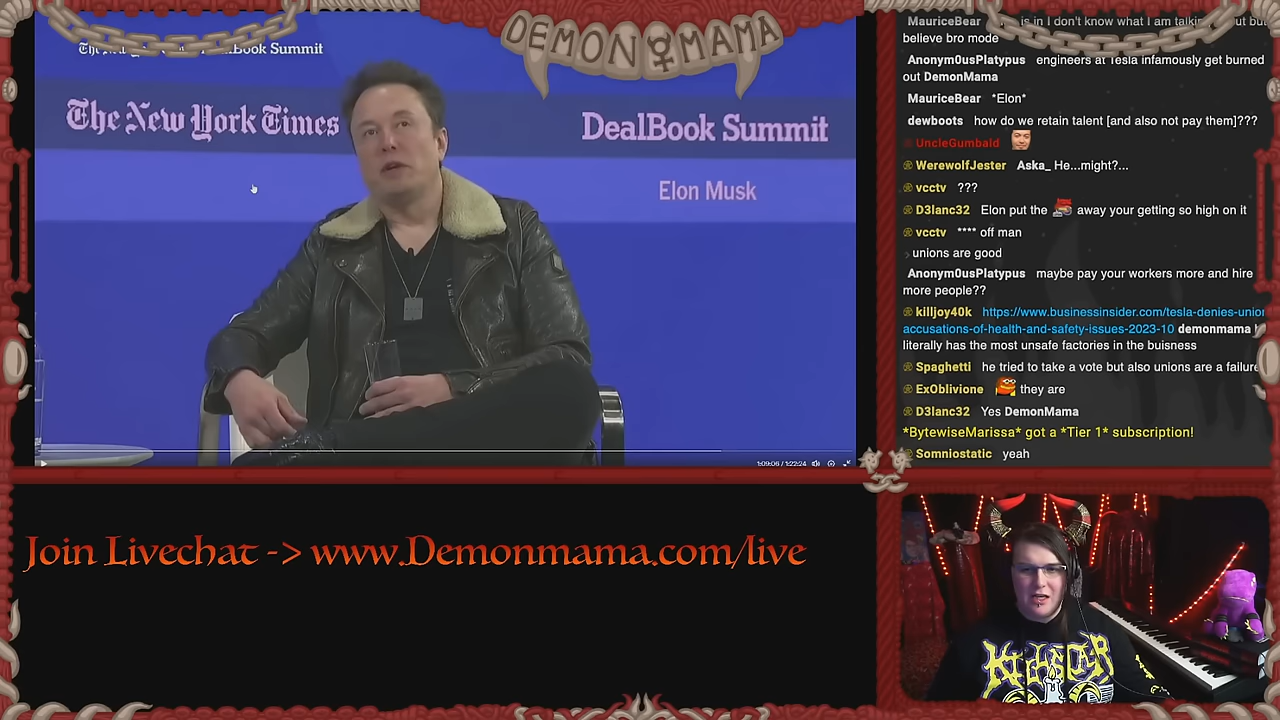 The New York Times DealBook Summit
DEMON MAMA
The New York Times
DealBook Summit
Elon Musk
1:09:06 / 1:22:24
MauriceBear is in I don't know what I am but
believe bro mode
Anonym0usPlatypus engineers at Tesla infamously get burned
out DemonMama
MauriceBear *Elon*
dewboots how do we retain talent [and also not pay them]???
UncleGumbald
WerewolfJester Aska_ He...might?...
vcctv ???
D3lanc32 Elon put the away your getting so high on it
vcctv **** off man
unions are good
Anonym0usPlatypus maybe pay your workers more and hire
more people??
killjoy40k https://www.businessinsider.com/tesla-denies-union
accusations-of-health-and-safety-issues-2023-10 demonmama
literally has the most unsafe factories in the buisness
Spaghetti he tried to take a vote but also unions are a failure
ExOblivione they are
D3lanc32 Yes DemonMama
*BytewiseMarissa* got a *Tier 1* subscription!
Somniostatic yeah
Join Livechat -> www.Demonmama.com/live
KILLSTAR